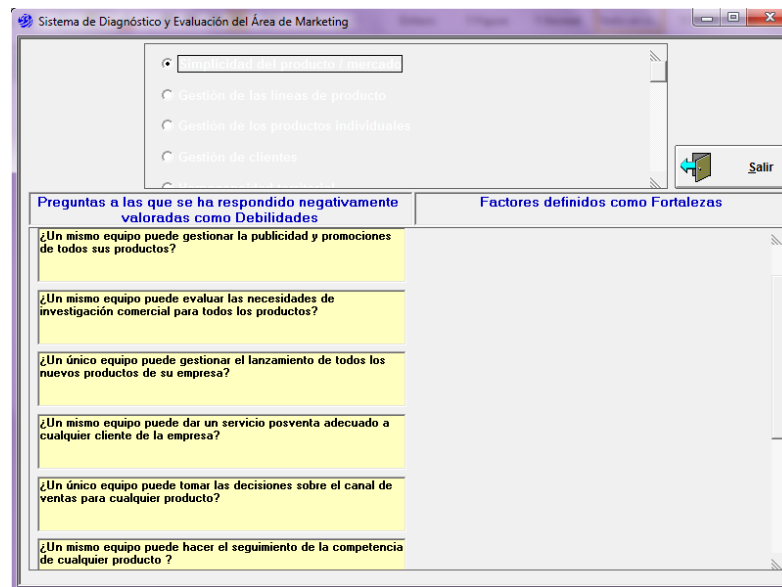 Sistema de Diagnóstico y Evaluación del Área de Marketing
Simplicidad del producto / mercado
Gestión de las líneas de producto
Gestión de los productos individuales
Gestión de clientes
Salir
Preguntas a las que se ha respondido negativamente
valoradas como Debilidades
Factores definidos como Fortalezas
¿Un mismo equipo puede gestionar la publicidad y promociones
de todos sus productos?
¿Un mismo equipo puede evaluar las necesidades de
investigación comercial para todos los productos?
¿Un único equipo puede gestionar el lanzamiento de todos los
nuevos productos de su empresa?
¿Un mismo equipo puede dar un servicio posventa adecuado a
cualquier cliente de la empresa?
¿Un único equipo puede tomar las decisiones sobre el canal de
ventas para cualquier producto?
¿Un mismo equipo puede hacer el seguimiento de la competencia
de cualquier producto ?